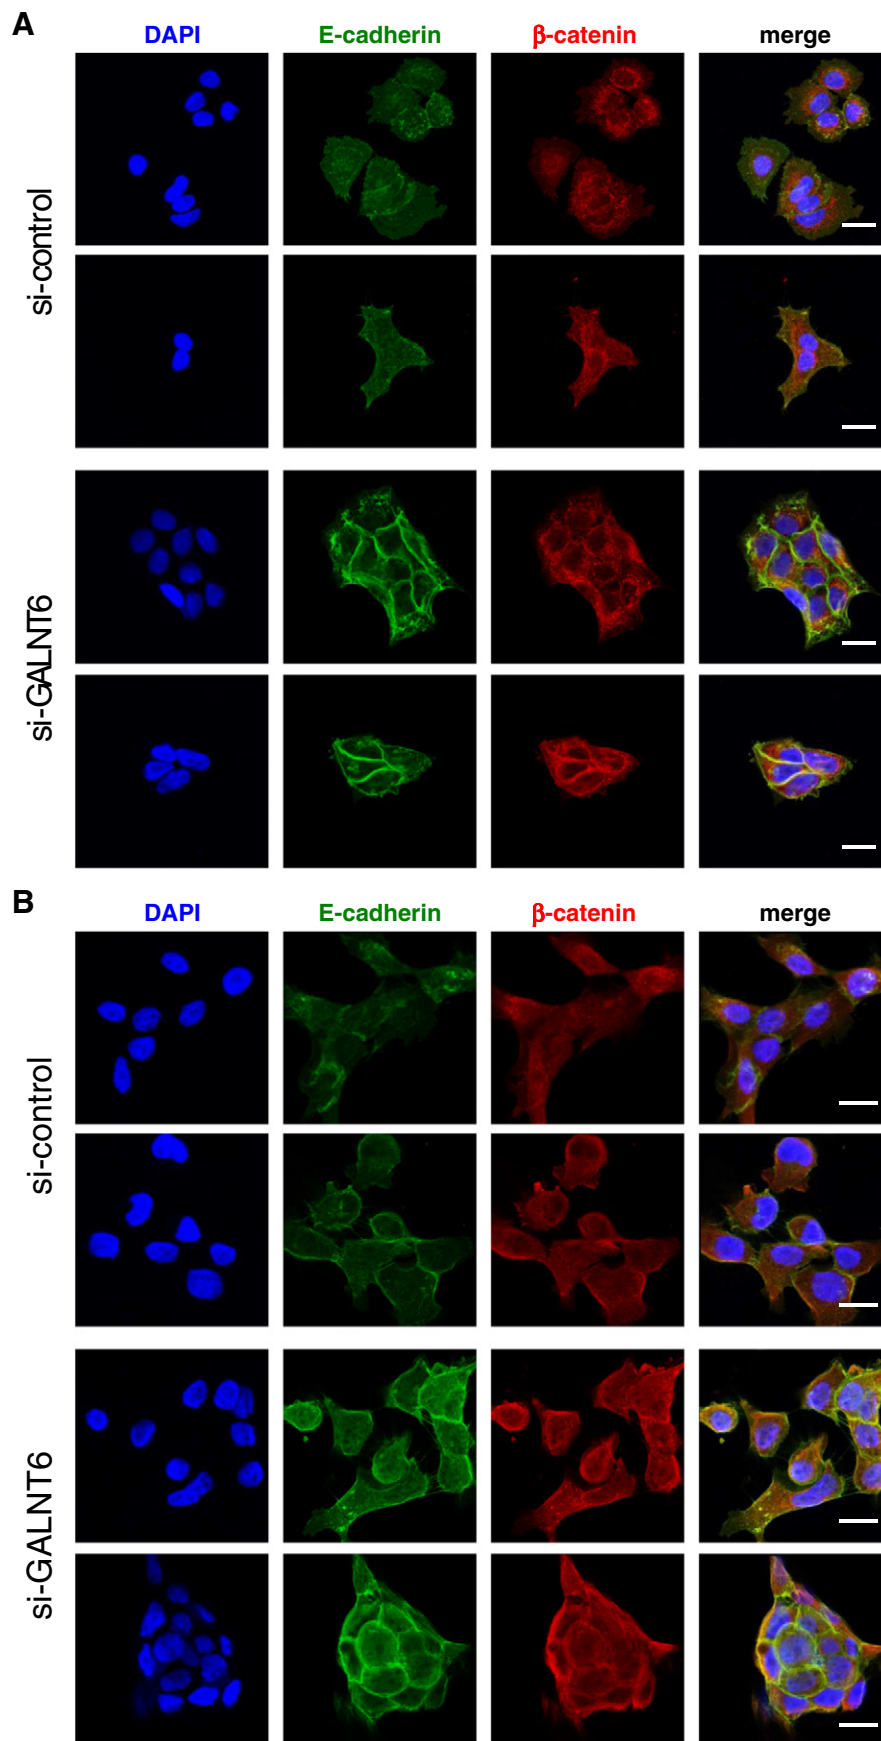 A
DAPI E-cadherin β-catenin merge
si-control
si-GALNT6
B
DAPI E-cadherin β-catenin merge
si-control
si-GALNT6